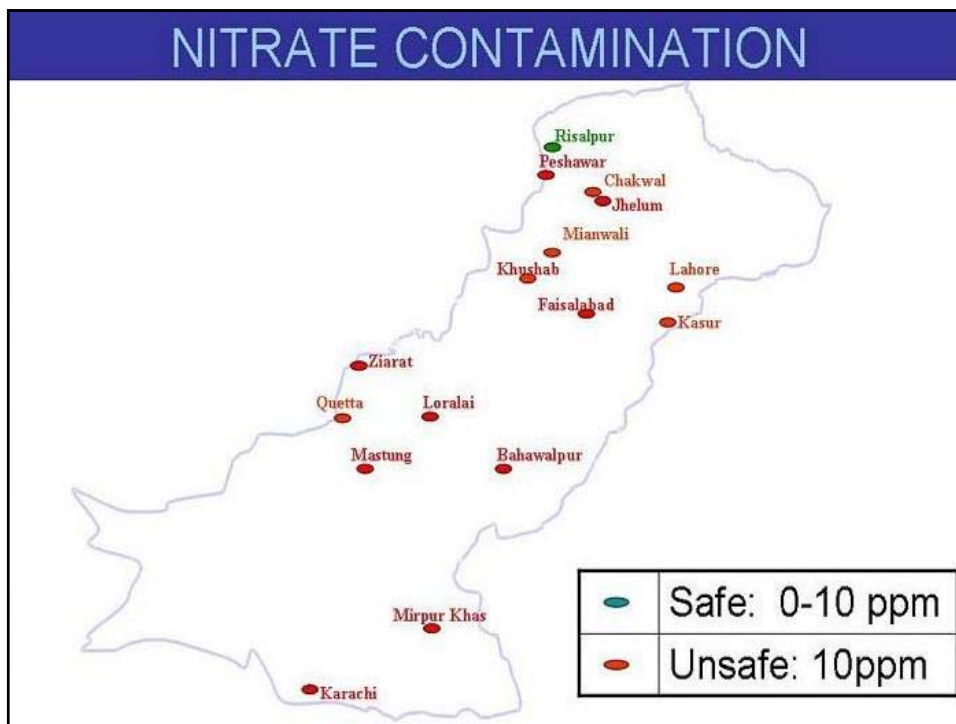 NITRATE CONTAMINATION
Risalpur
Peshawar
Chakwal
Jhelum
Mianwali
Khushab
Lahore
Faisalabad
Kasur
Ziarat
Quetta
Loralai
Mastung
Bahawalpur
Mirpur Khas
Karachi
Safe: 0-10 ppm
Unsafe: 10ppm